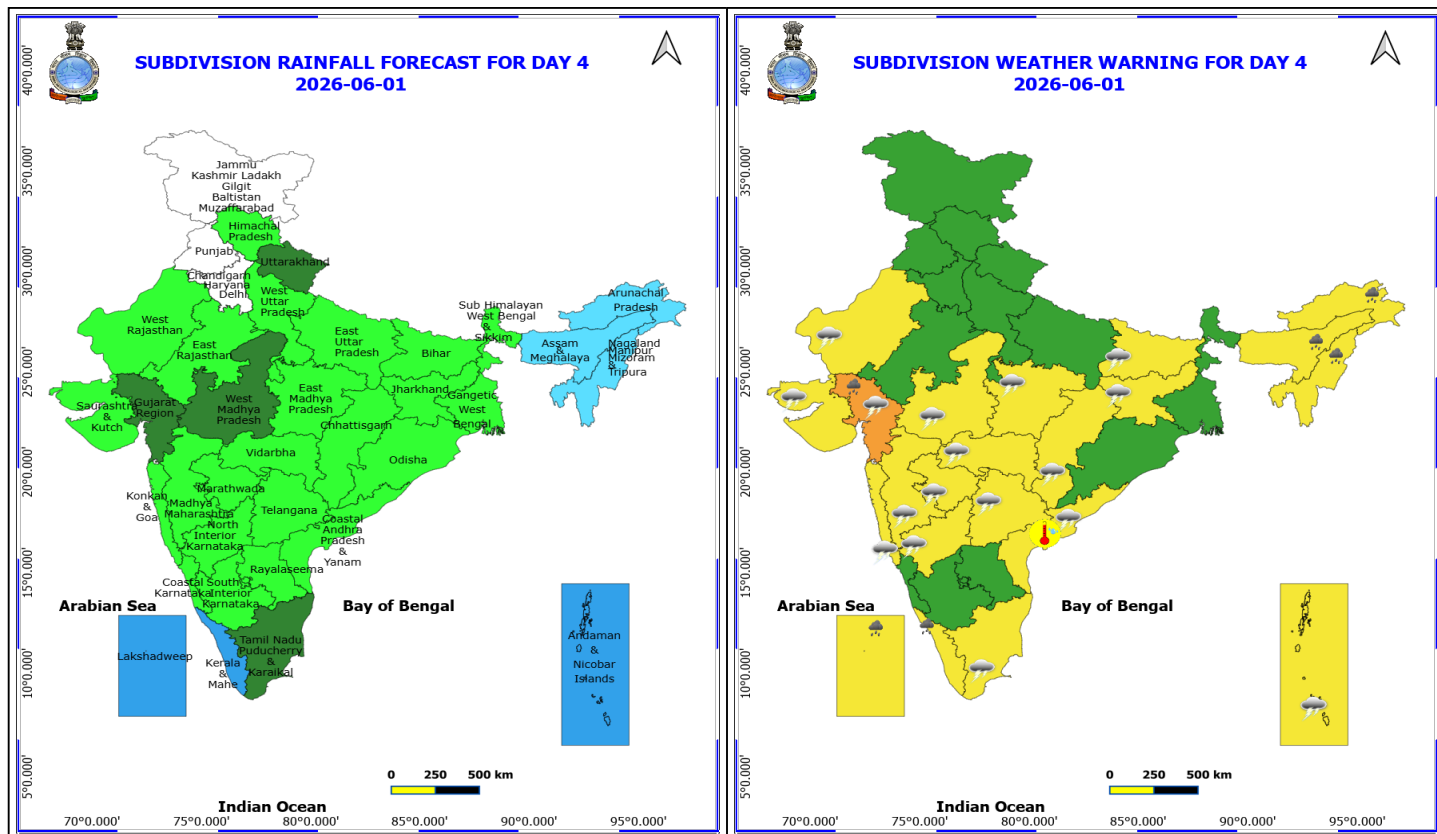 SUBDIVISION RAINFALL FORECAST FOR DAY 4
2026-06-01
40°0.000'
35°0.000'
30°0.000'
25°0.000'
20°0.000'
15°0.000'
10°0.000'
5°0.000'
Jammu
Kashmir Ladakh
Gilgit
Baltistan
Muzaffarabad
Himachal
Pradesh
Punjab
Uttarakhand
Chandigarh
Haryana
Delhi
West
Uttar
Pradesh
West
Rajasthan
East
Rajasthan
East
Uttar
Pradesh
Bihar
Sub Himalayan
West Bengal
&
Sikkim
Arunachal
Pradesh
Assam
&
Meghalaya
Nagaland
Manipur
Mizoram
&
Tripura
Saurashtra
&
Kutch
Gujarat
Region
West
Madhya
Pradesh
East
Madhya
Pradesh
Jharkhand
Gangetic
West
Bengal
Chhattisgarh
Odisha
Vidarbha
Konkan
&
Goa
Madhya
Maharashtra
Marathwada
North
Interior
Karnataka
Telangana
Coastal
Andhra
Pradesh
&
Yanam
Rayalaseema
Coastal
Karnataka
South
Interior
Karnataka
Arabian Sea
Bay of Bengal
Lakshadweep
Kerala
&
Mahe
Tamil Nadu
Puducherry
&
Karaikal
Andaman
&
Nicobar
Islands
0 250 500 km
Indian Ocean
70°0.000' 75°0.000' 80°0.000' 85°0.000' 90°0.000' 95°0.000'
SUBDIVISION WEATHER WARNING FOR DAY 4
2026-06-01
40°0.000'
35°0.000'
30°0.000'
25°0.000'
20°0.000'
15°0.000'
10°0.000'
5°0.000'
Arabian Sea
Bay of Bengal
0 250 500 km
Indian Ocean
70°0.000' 75°0.000' 80°0.000' 85°0.000' 90°0.000' 95°0.000'